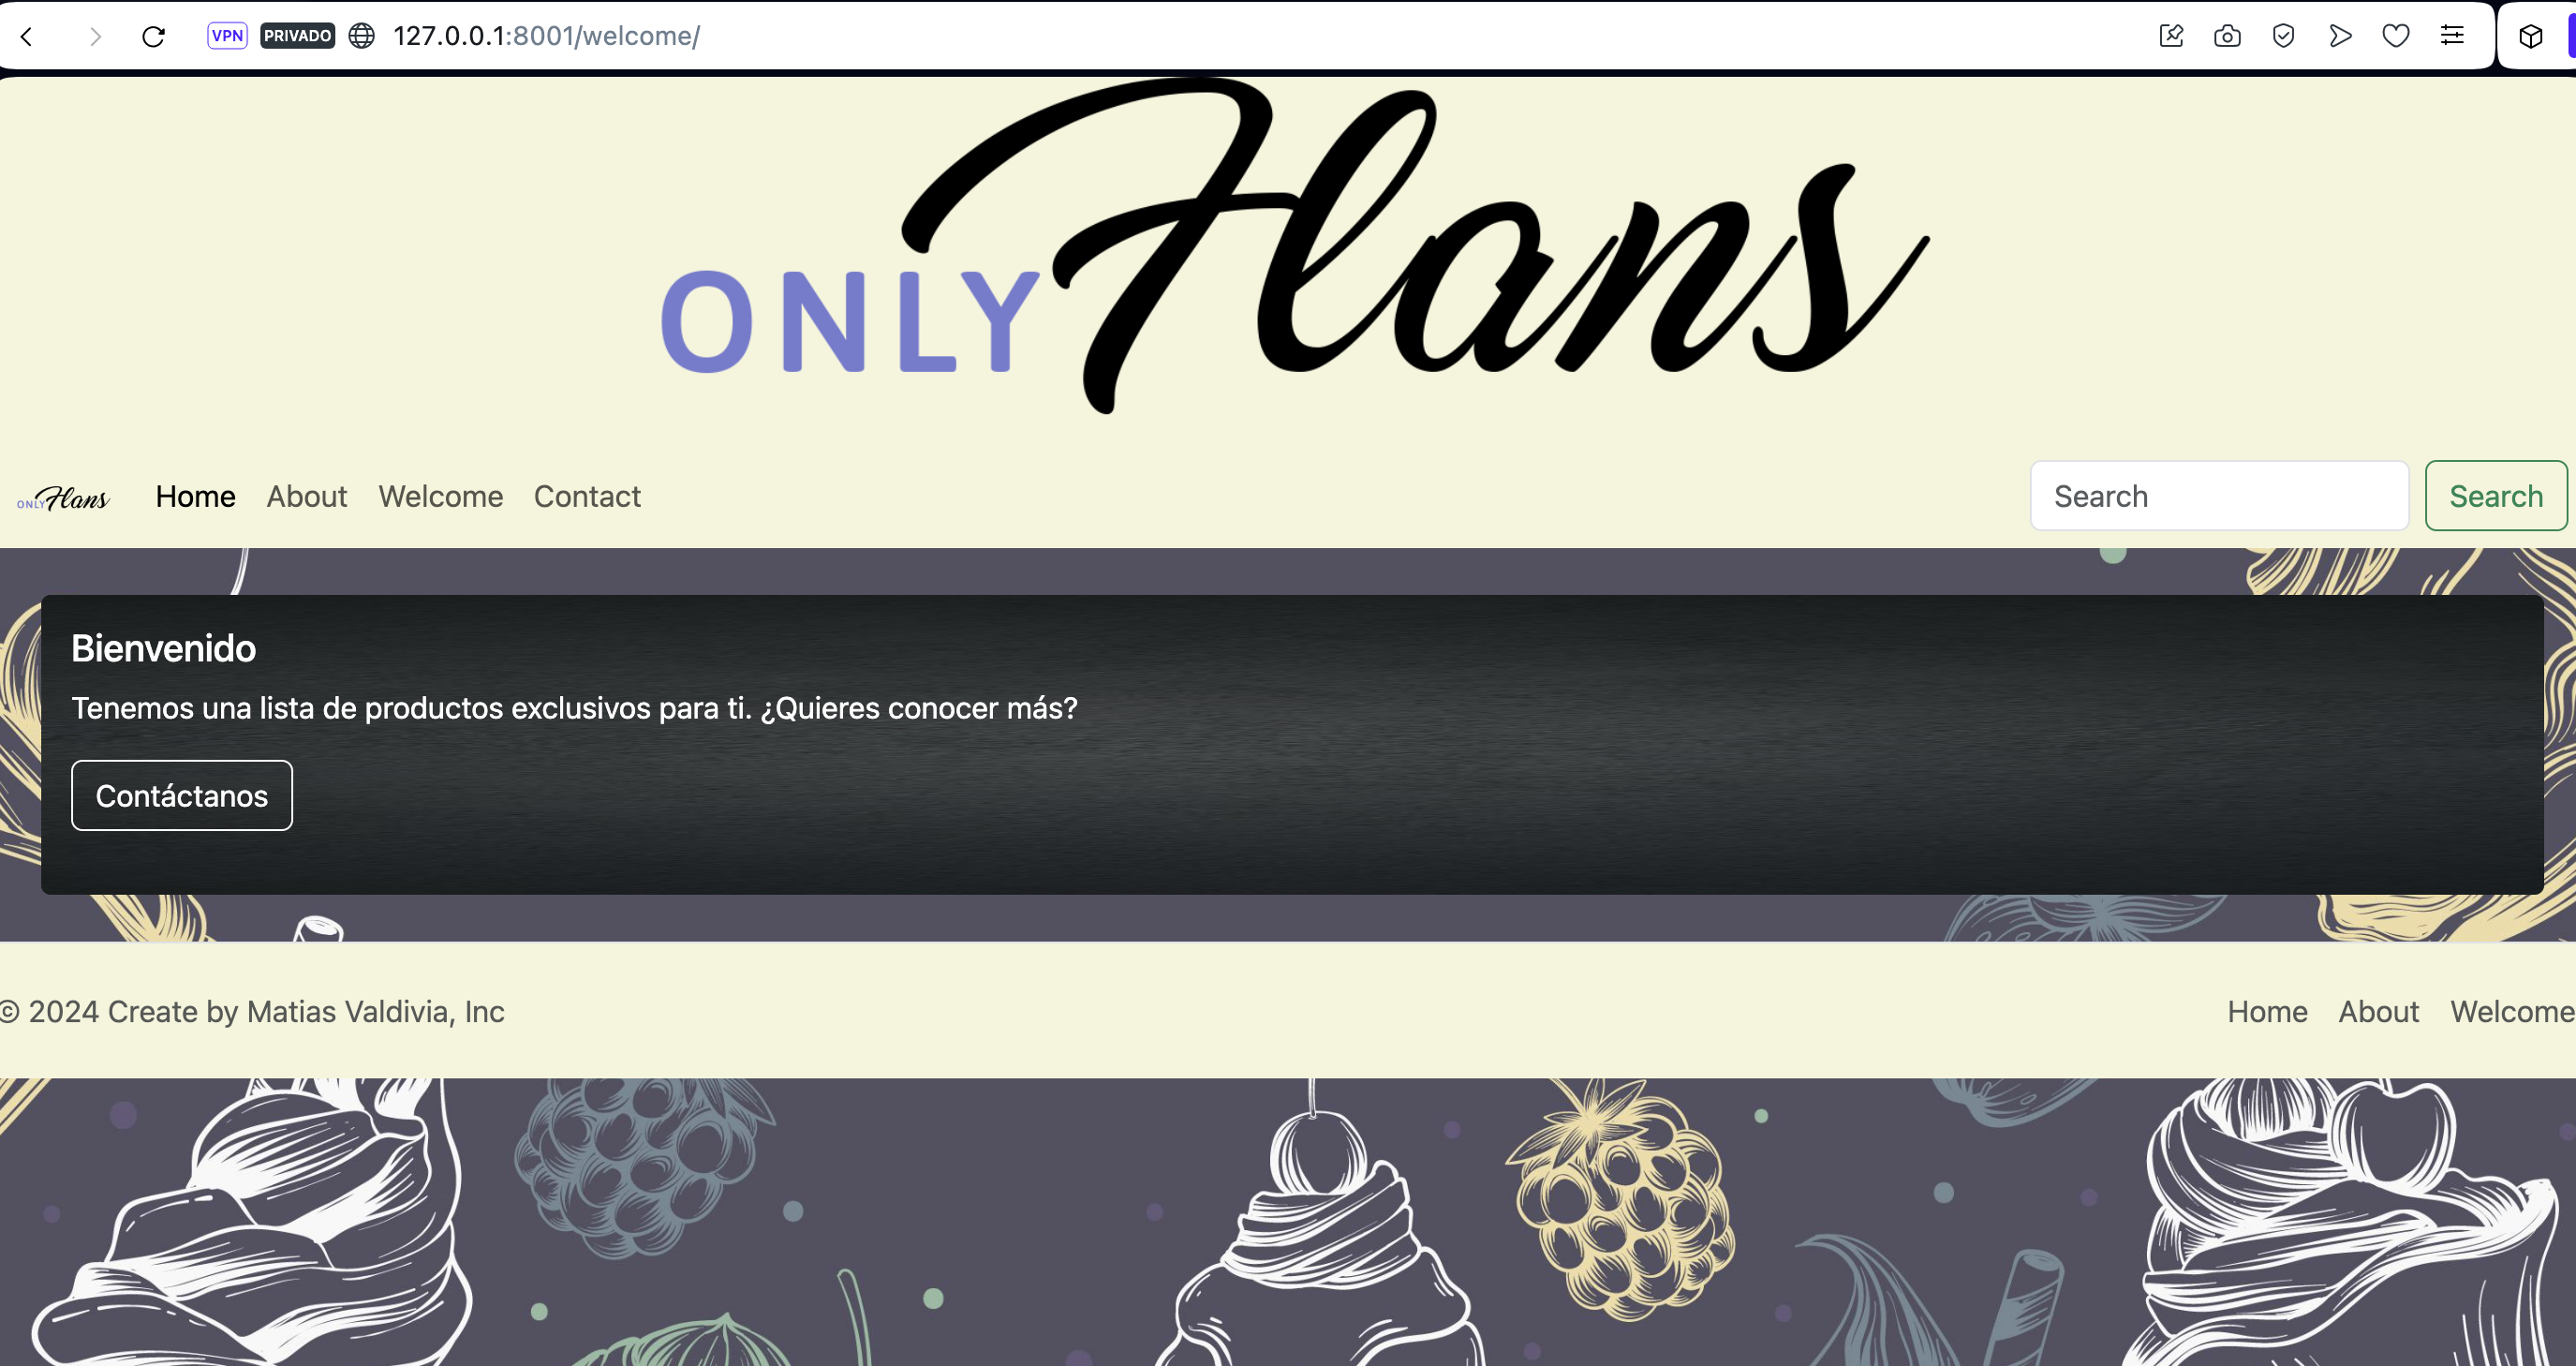 VPN PRIVADO 127.0.0.1:8001/welcome/
ONLY Flans
ONLY Flans Home About Welcome Contact Search Search
Bienvenido
Tenemos una lista de productos exclusivos para ti. ¿Quieres conocer más?
Contáctanos
© 2024 Create by Matias Valdivia, Inc Home About Welcome